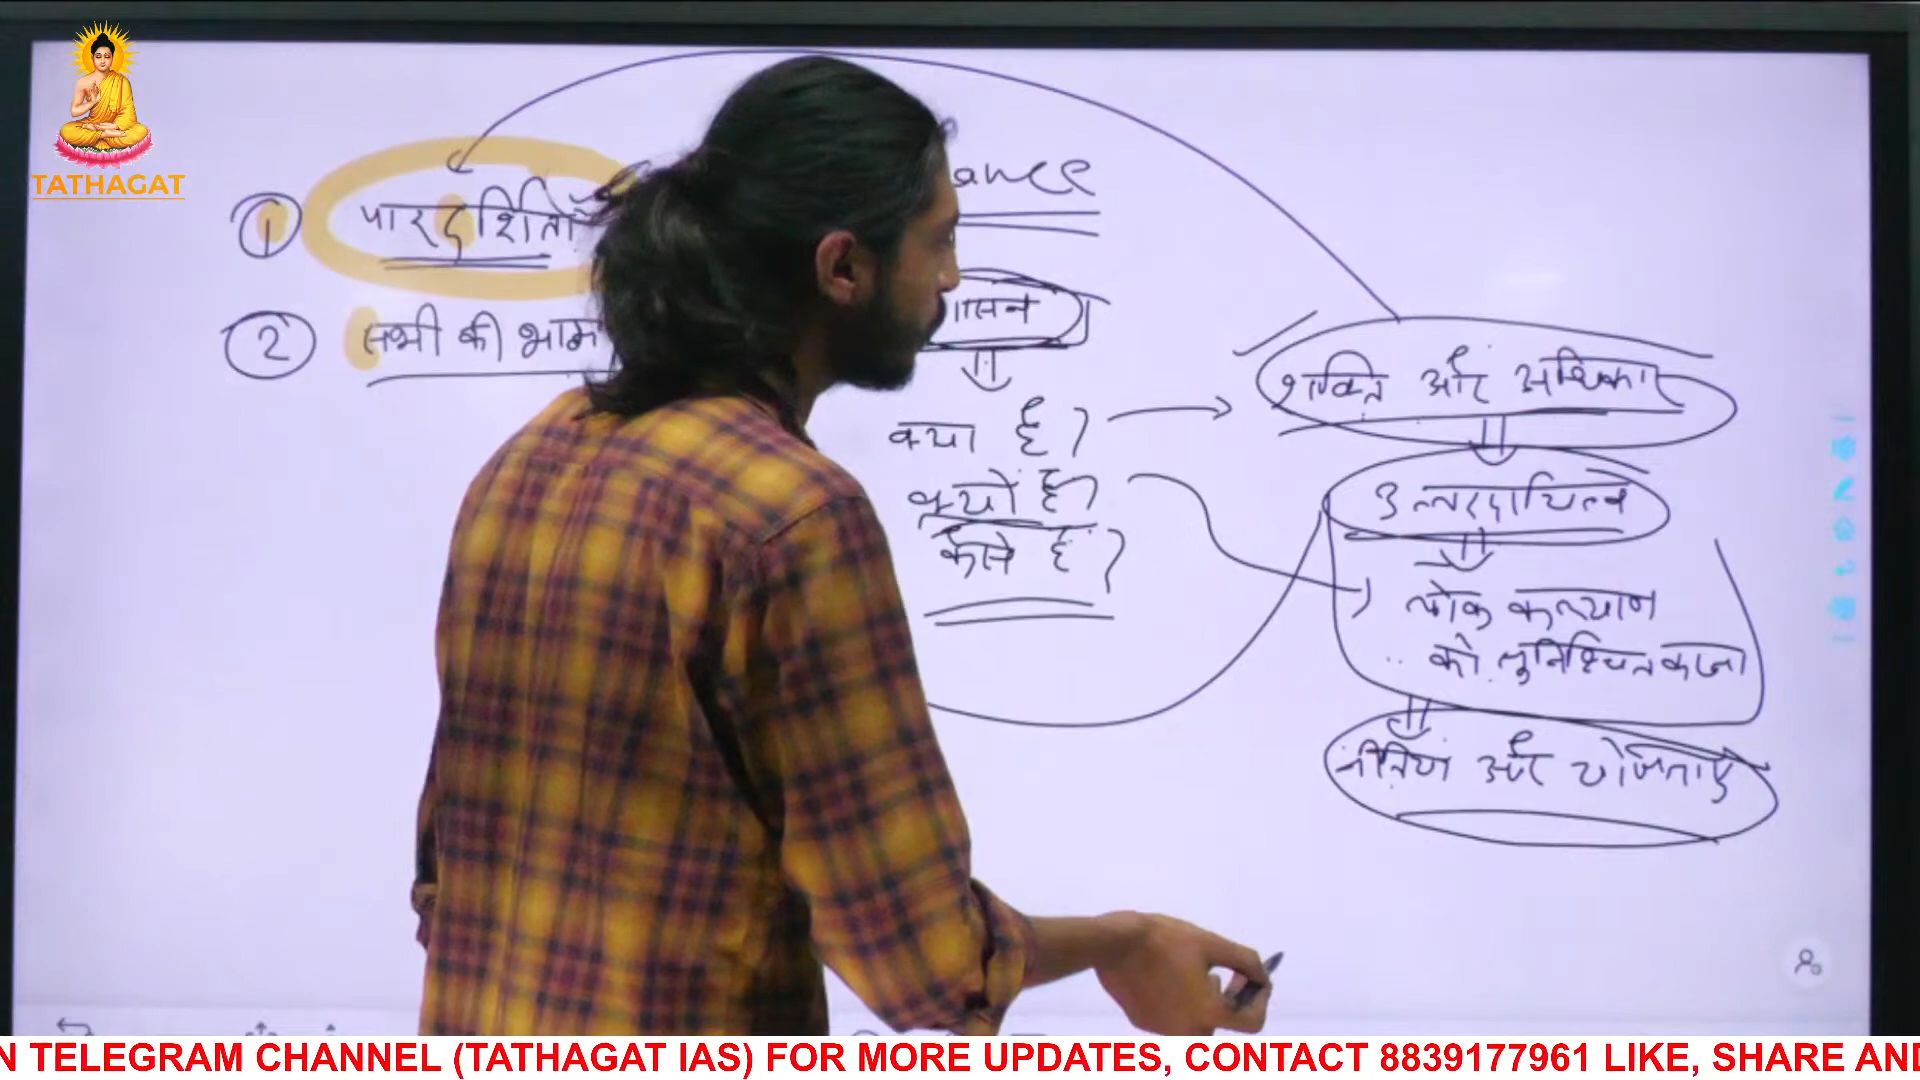 TATHAGAT
ance
① पारदर्शिता
② सभी की भाग
ासन
क्या है?
क्यों है?
कैसे है?
शक्ति और अधिकार
उत्तरदायित्व
लोक कल्याण
को सुनिश्चित करना
नीतियां और योजनाएं
N TELEGRAM CHANNEL (TATHAGAT IAS) FOR MORE UPDATES, CONTACT 8839177961 LIKE, SHARE AND